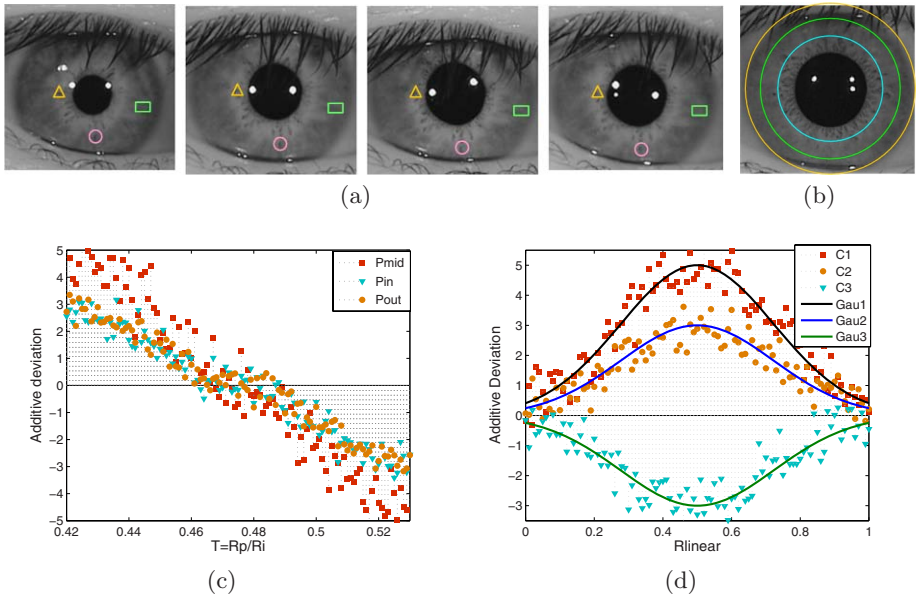 (a)
(b)
Pmid
Pin
Pout
5
4
3
2
1
0
−1
−2
−3
−4
−5
Additive deviation
0.42
0.44
0.46
0.48
0.5
0.52
T=Rp/Ri
(c)
C1
C2
C3
Gau1
Gau2
Gau3
5
4
3
2
1
0
−1
−2
−3
Additive Deviation
0
0.2
0.4
0.6
0.8
1
Rlinear
(d)